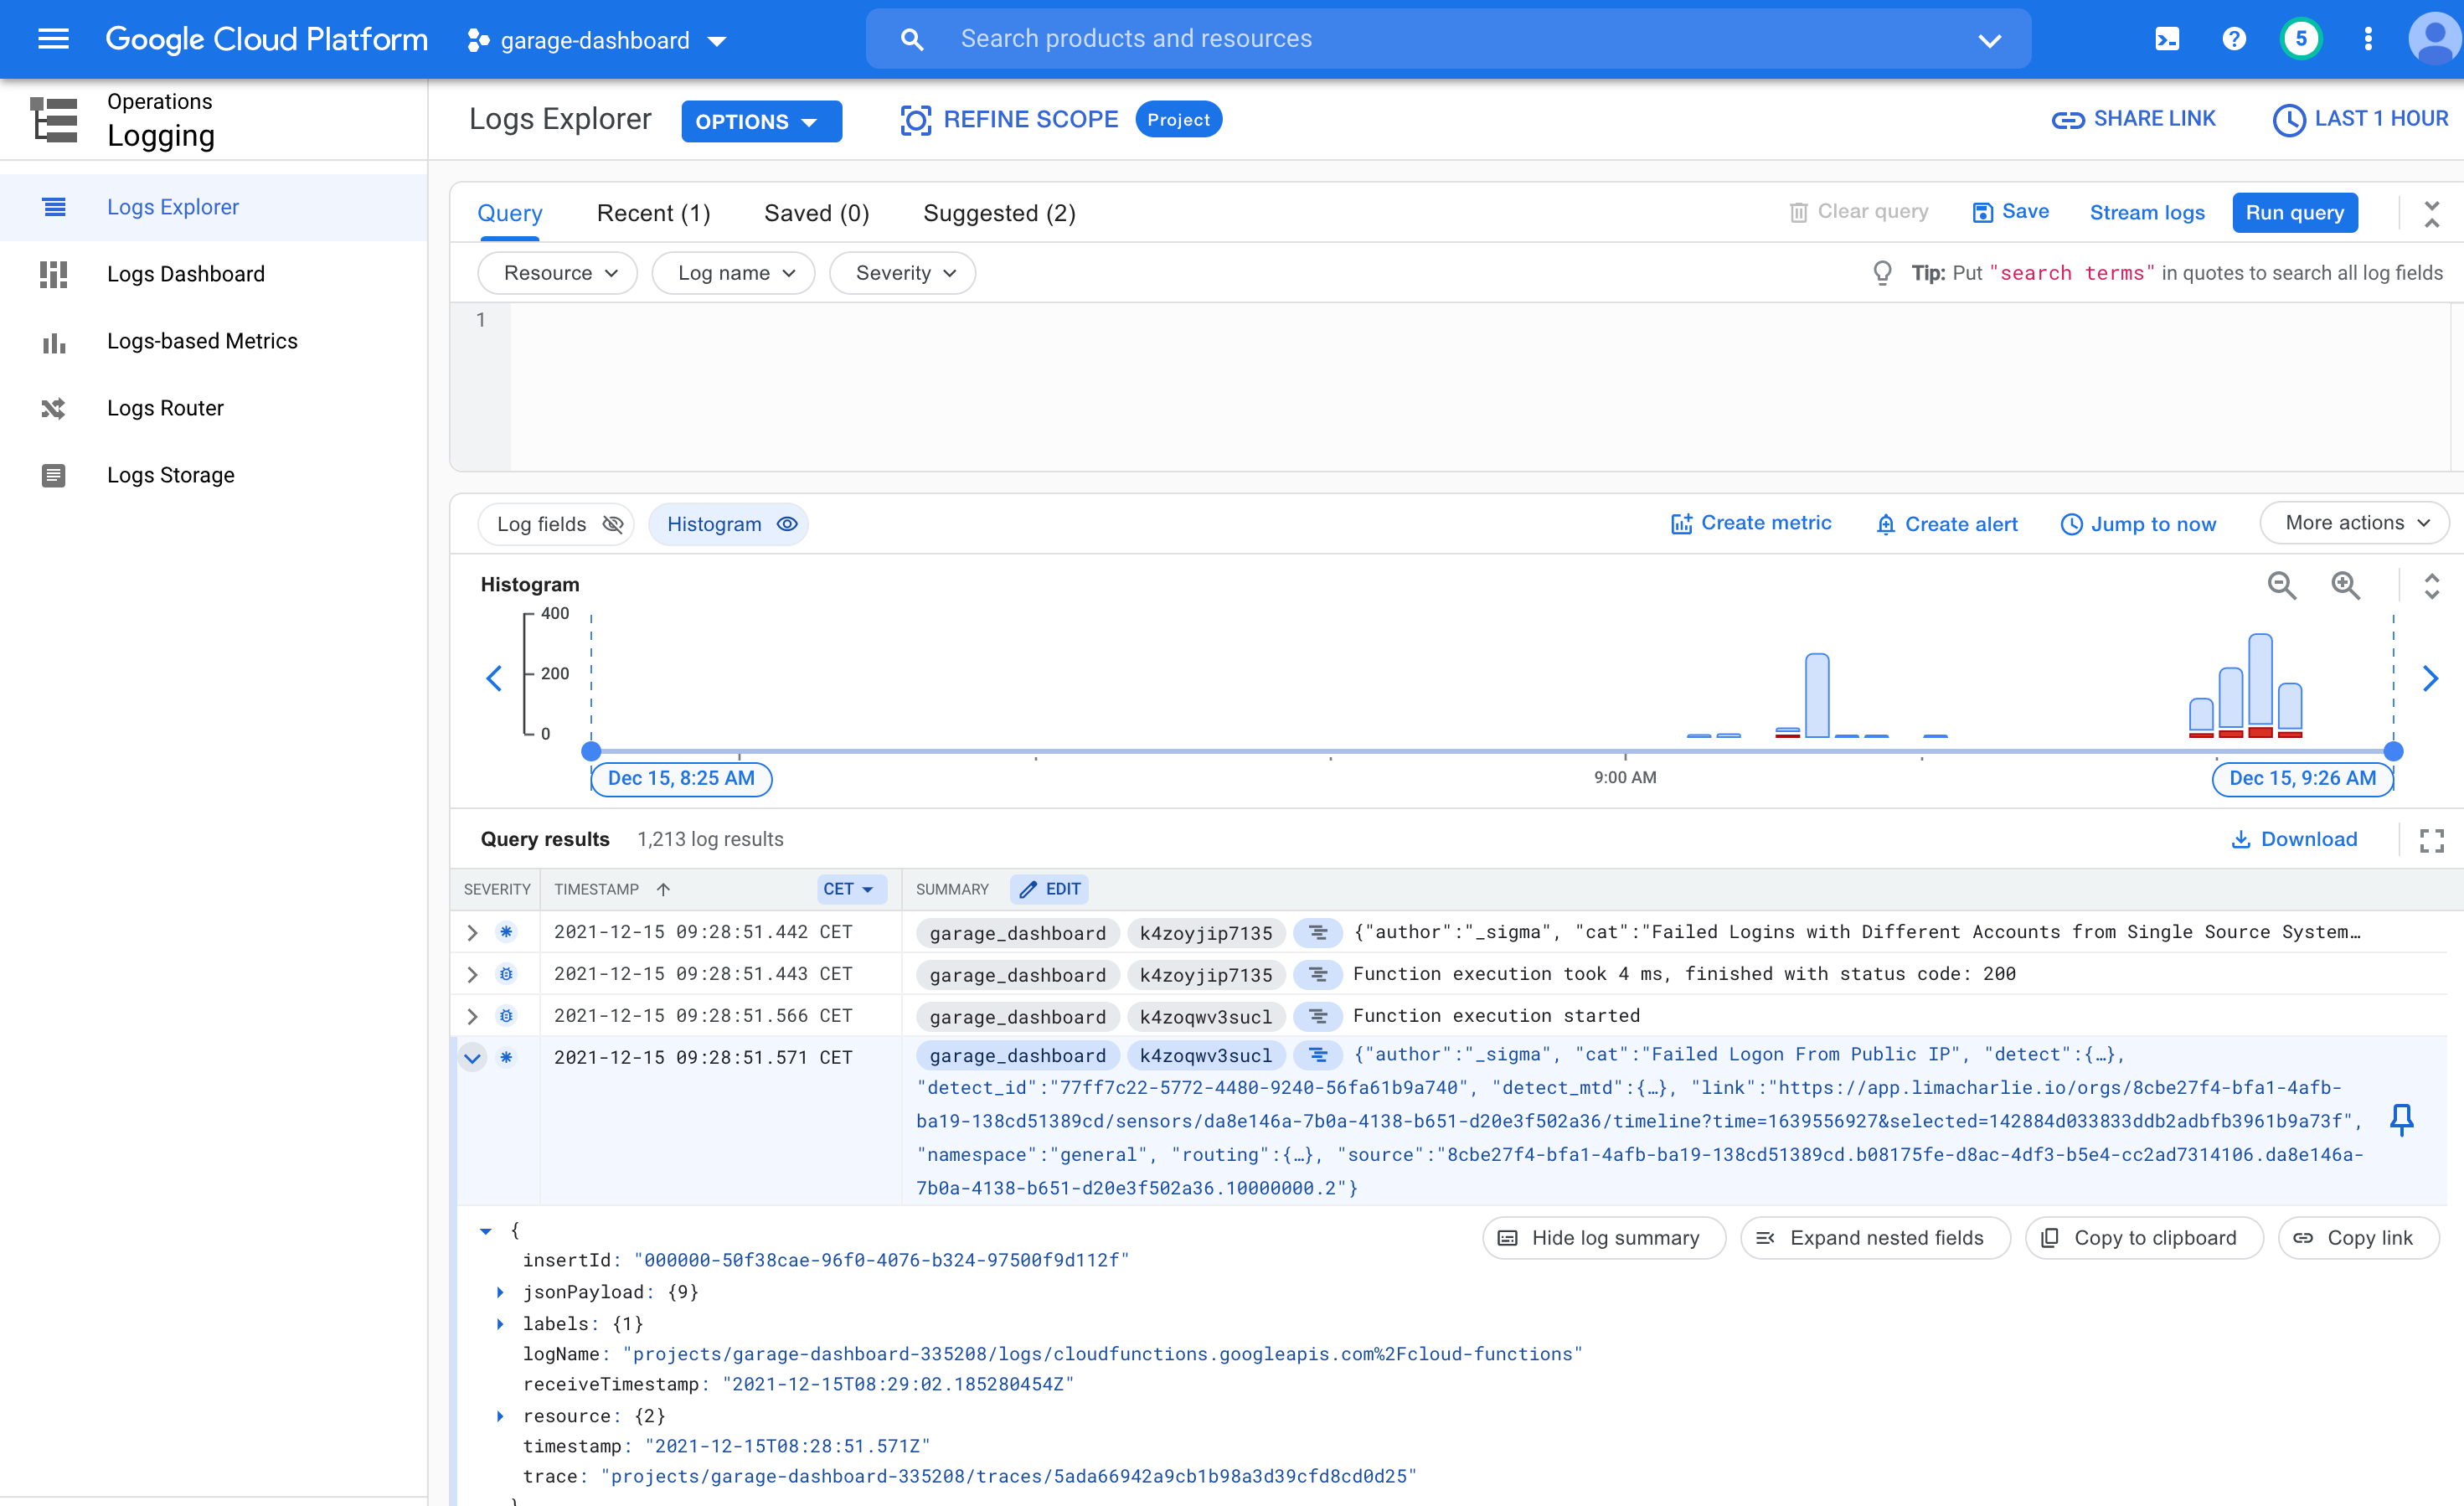 Google Cloud Platform garage-dashboard Search products and resources 5
Operations
Logging
Logs Explorer OPTIONS REFINE SCOPE Project SHARE LINK LAST 1 HOUR
Logs Explorer
Logs Dashboard
Logs-based Metrics
Logs Router
Logs Storage
Query Recent (1) Saved (0) Suggested (2) Clear query Save Stream logs Run query
Resource Log name Severity Tip: Put "search terms" in quotes to search all log fields
1
Log fields Histogram Create metric Create alert Jump to now More actions
Histogram
400
200
0
9:00 AM
Dec 15, 8:25 AM Dec 15, 9:26 AM
Query results 1,213 log results Download
SEVERITY TIMESTAMP CET SUMMARY EDIT
2021-12-15 09:28:51.442 CET garage_dashboard k4zoyjip7135 {"author":"_sigma", "cat":"Failed Logins with Different Accounts from Single Source System…
2021-12-15 09:28:51.443 CET garage_dashboard k4zoyjip7135 Function execution took 4 ms, finished with status code: 200
2021-12-15 09:28:51.566 CET garage_dashboard k4zoqwv3sucl Function execution started
2021-12-15 09:28:51.571 CET garage_dashboard k4zoqwv3sucl {"author":"_sigma", "cat":"Failed Logon From Public IP", "detect":{…},
"detect_id":"77ff7c22-5772-4480-9240-56fa61b9a740", "detect_mtd":{…}, "link":"https://app.limacharlie.io/orgs/8cbe27f4-bfa1-4afb-
ba19-138cd51389cd/sensors/da8e146a-7b0a-4138-b651-d20e3f502a36/timeline?time=1639556927&selected=142884d033833ddb2adbfb3961b9a73f",
"namespace":"general", "routing":{…}, "source":"8cbe27f4-bfa1-4afb-ba19-138cd51389cd.b08175fe-d8ac-4df3-b5e4-cc2ad7314106.da8e146a-
7b0a-4138-b651-d20e3f502a36.10000000.2"}
{ Hide log summary Expand nested fields Copy to clipboard Copy link
insertId: "000000-50f38cae-96f0-4076-b324-97500f9d112f"
jsonPayload: {9}
labels: {1}
logName: "projects/garage-dashboard-335208/logs/cloudfunctions.googleapis.com%2Fcloud-functions"
receiveTimestamp: "2021-12-15T08:29:02.185280454Z"
resource: {2}
timestamp: "2021-12-15T08:28:51.571Z"
trace: "projects/garage-dashboard-335208/traces/5ada66942a9cb1b98a3d39cfd8cd0d25"
}